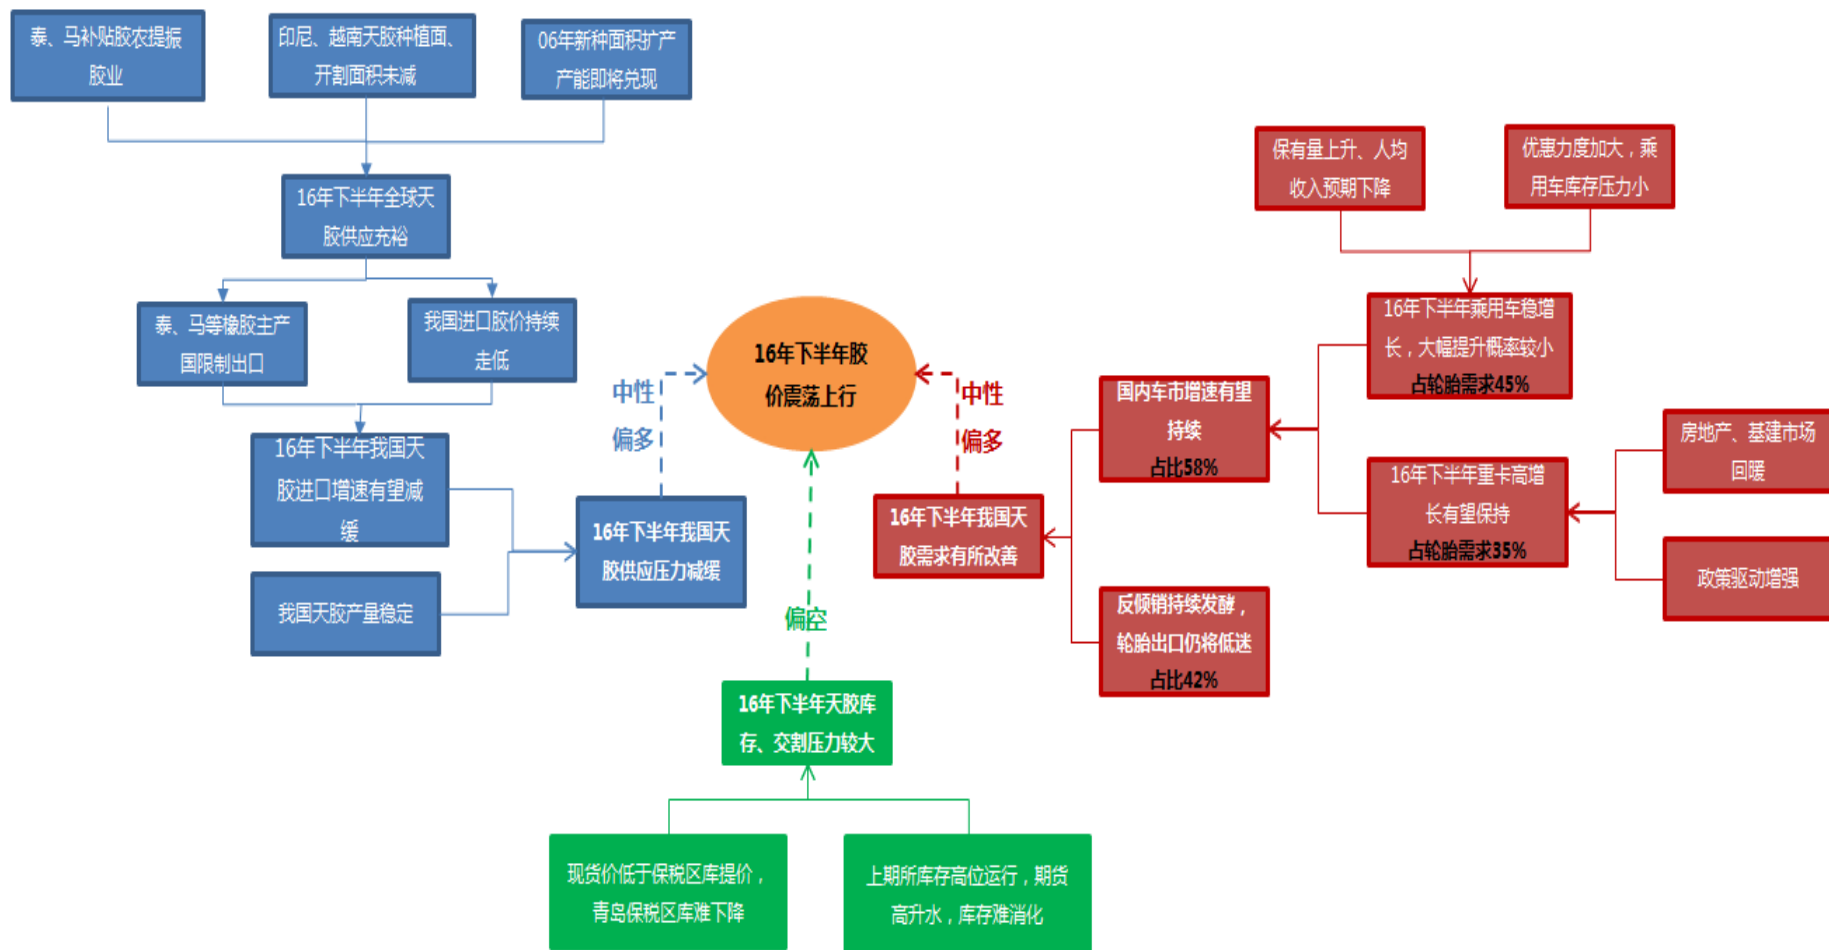 泰、马补贴胶农提振
胶业
印尼、越南天胶种植面、
开割面积未减
06年新种面积扩产
产能即将兑现
16年下半年全球天
胶供应充裕
泰、马等橡胶主产
国限制出口
我国进口胶价持续
走低
16年下半年我国天
胶进口增速有望减
缓
我国天胶产量稳定
16年下半年我国天
胶供应压力减缓
中性
偏多
16年下半年胶
价震荡上行
中性
偏多
偏空
16年下半年天胶库
存、交割压力较大
现货价低于保税区库提价，
青岛保税区库难下降
上期所库存高位运行，期货
高升水，库存难消化
16年下半年我国天
胶需求有所改善
国内车市增速有望
持续
占比58%
反倾销持续发酵，
轮胎出口仍将低迷
占比42%
保有量上升、人均
收入预期下降
优惠力度加大，乘
用车库存压力小
16年下半年乘用车稳增
长，大幅提升概率较小
占轮胎需求45%
16年下半年重卡高增
长有望保持
占轮胎需求35%
房地产、基建市场
回暖
政策驱动增强